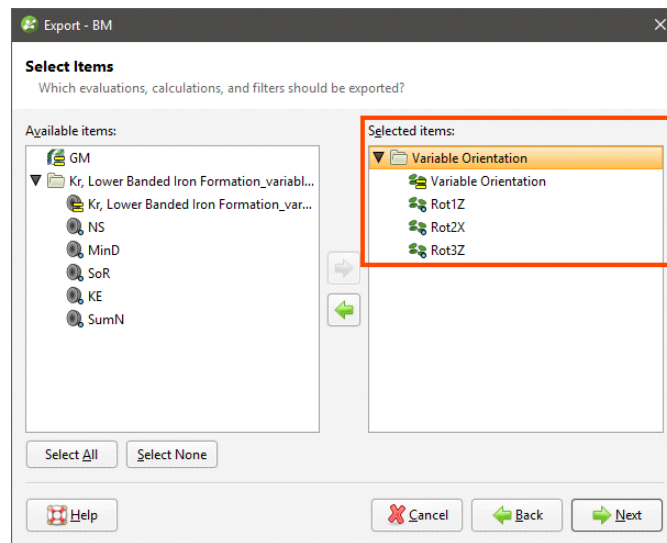 Export - BM
Select Items
Which evaluations, calculations, and filters should be exported?
Available items:
GM
Kr, Lower Banded Iron Formation_variabl...
Kr, Lower Banded Iron Formation_var...
NS
MinD
SoR
KE
SumN
Selected items:
Variable Orientation
Variable Orientation
Rot1Z
Rot2X
Rot3Z
Select All
Select None
Help
Cancel
Back
Next